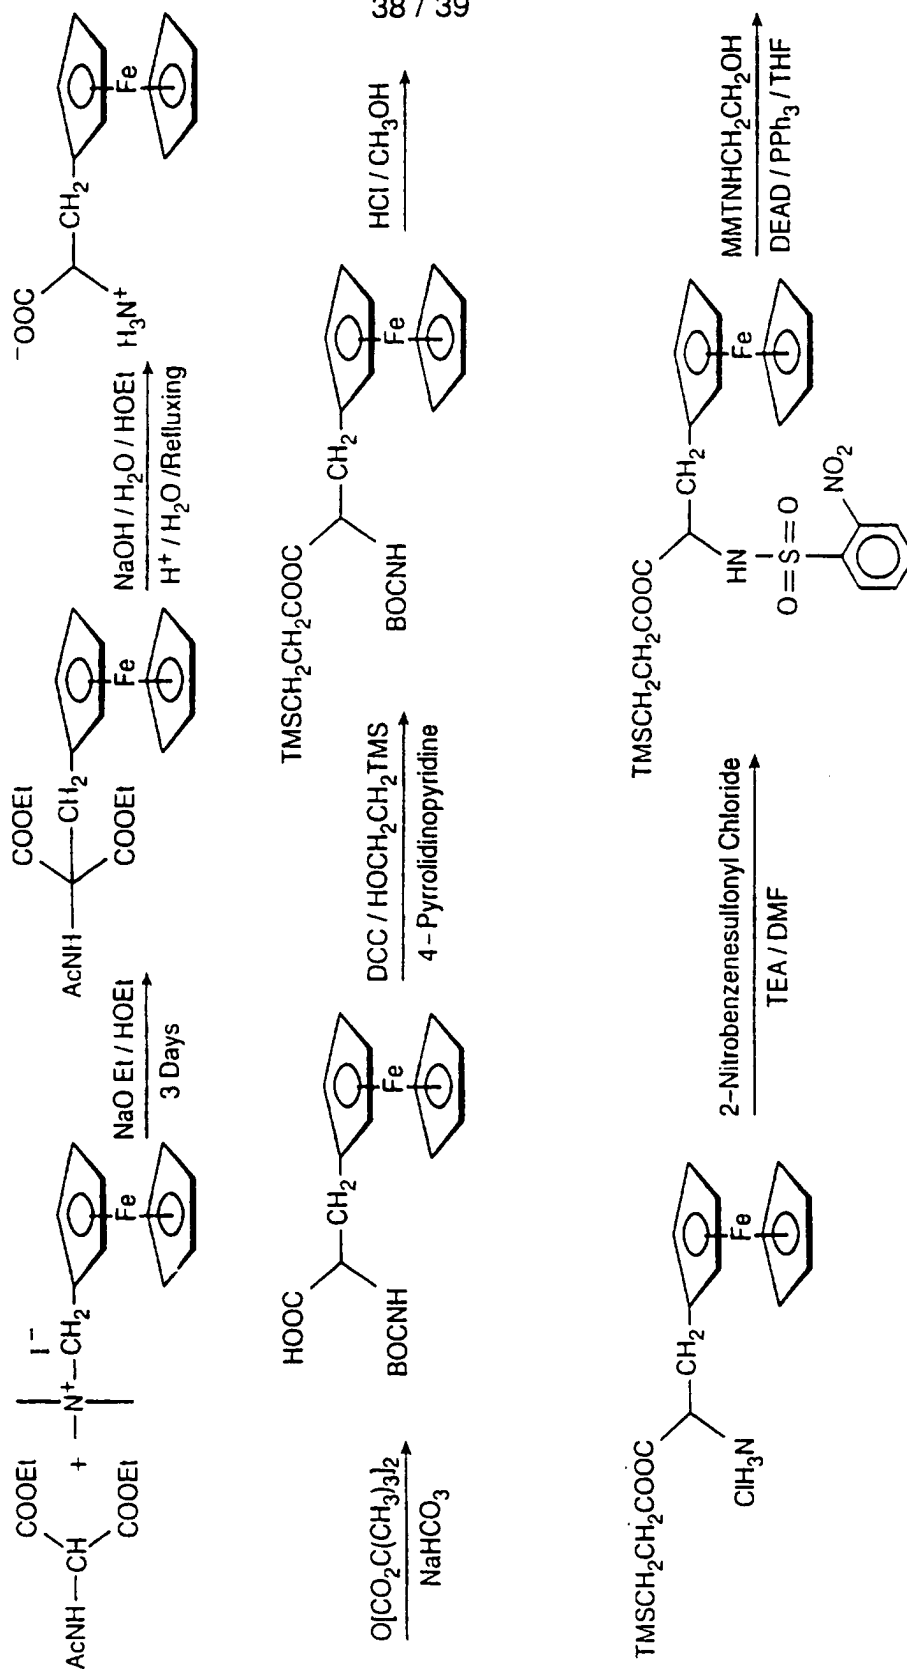 38 / 39
AcNH—CH
COOEt
COOEt
+
—N⁺—CH₂
I⁻
Fe
NaO Et / HOEt
3 Days
AcNH
COOEt
CH₂
COOEt
Fe
NaOH / H₂O / HOEt
H⁺ / H₂O /Refluxing
⁻OOC
CH₂
H₃N⁺
Fe
O[CO₂C(CH₃)₃]₂
NaHCO₃
HOOC
CH₂
BOCNH
Fe
DCC / HOCH₂CH₂TMS
4–Pyrrolidinopyridine
TMSCH₂CH₂COOC
CH₂
BOCNH
Fe
HCl / CH₃OH
TMSCH₂CH₂COOC
CH₂
ClH₃N
Fe
2–Nitrobenzenesulfonyl Chloride
TEA / DMF
TMSCH₂CH₂COOC
CH₂
HN
Fe
O=S=O
NO₂
MMTNHCH₂CH₂OH
DEAD / PPh₃ / THF